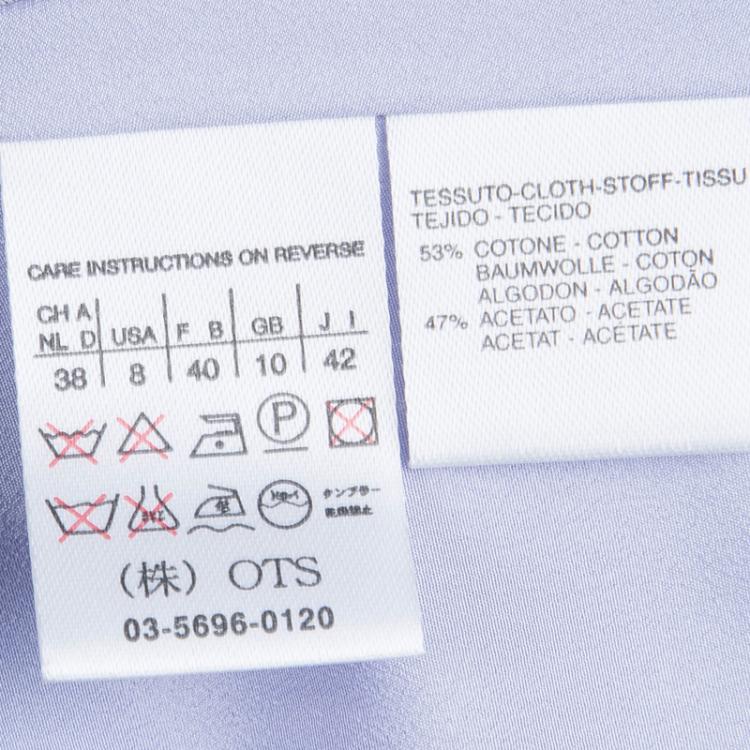 CARE INSTRUCTIONS ON REVERSE
CH A
NL D USA F B GB J I
38 8 40 10 42
P
タンブラー
乾燥禁止
(株) OTS
03-5696-0120
TESSUTO-CLOTH-STOFF-TISSU
TEJIDO - TECIDO
53% COTONE - COTTON
BAUMWOLLE - COTON
ALGODON - ALGODÃO
47% ACETATO - ACETATE
ACETAT - ACÉTATE